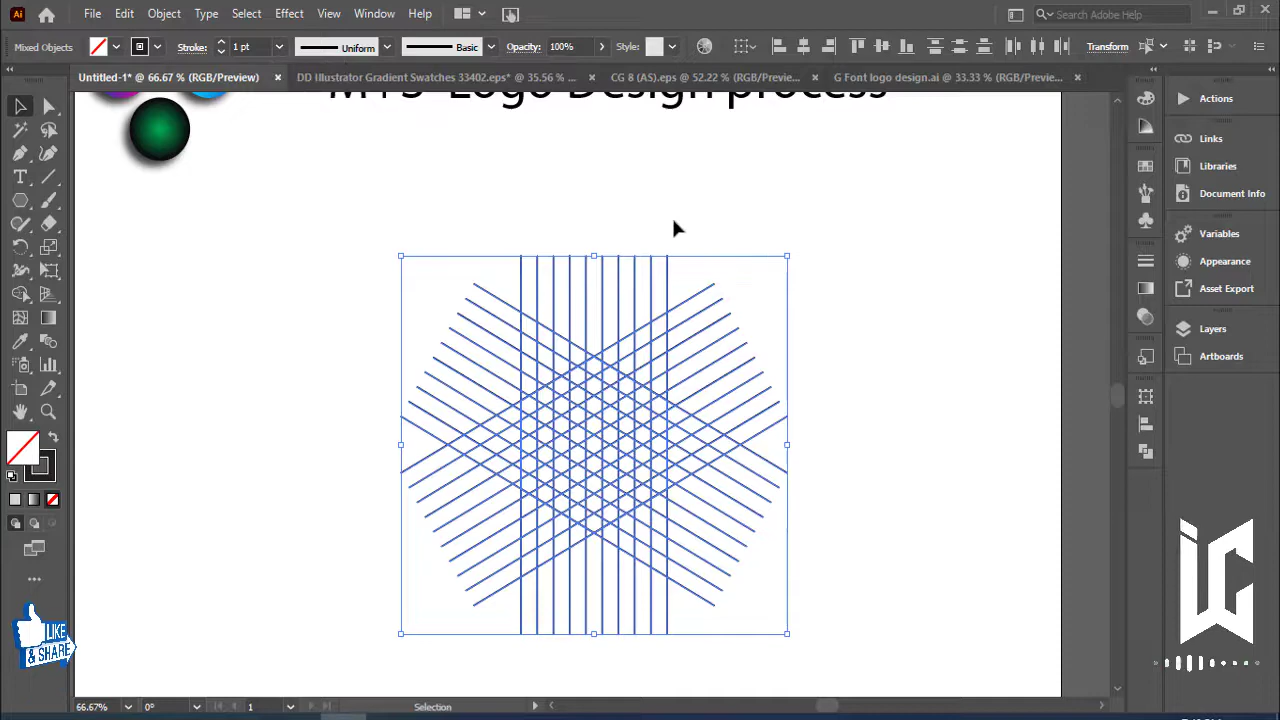 Ai File Edit Object Type Select Effect View Window Help Search Adobe Help
Mixed Objects Stroke: 1 pt Uniform Basic Opacity: 100% Style: Transform
Untitled-1* @ 66.67 % (RGB/Preview) × DD Illustrator Gradient Swatches 33402.eps* @ 35.56 % ... × CG 8 (AS).eps @ 52.22 % (RGB/Previe... × G Font logo design.ai @ 33.33 % (RGB/Previe... ×
M+S Logo Design process
Actions
Links
Libraries
Document Info
Variables
Appearance
Asset Export
Layers
Artboards
LIKE
& SHARE
66.67% 0° 1 Selection